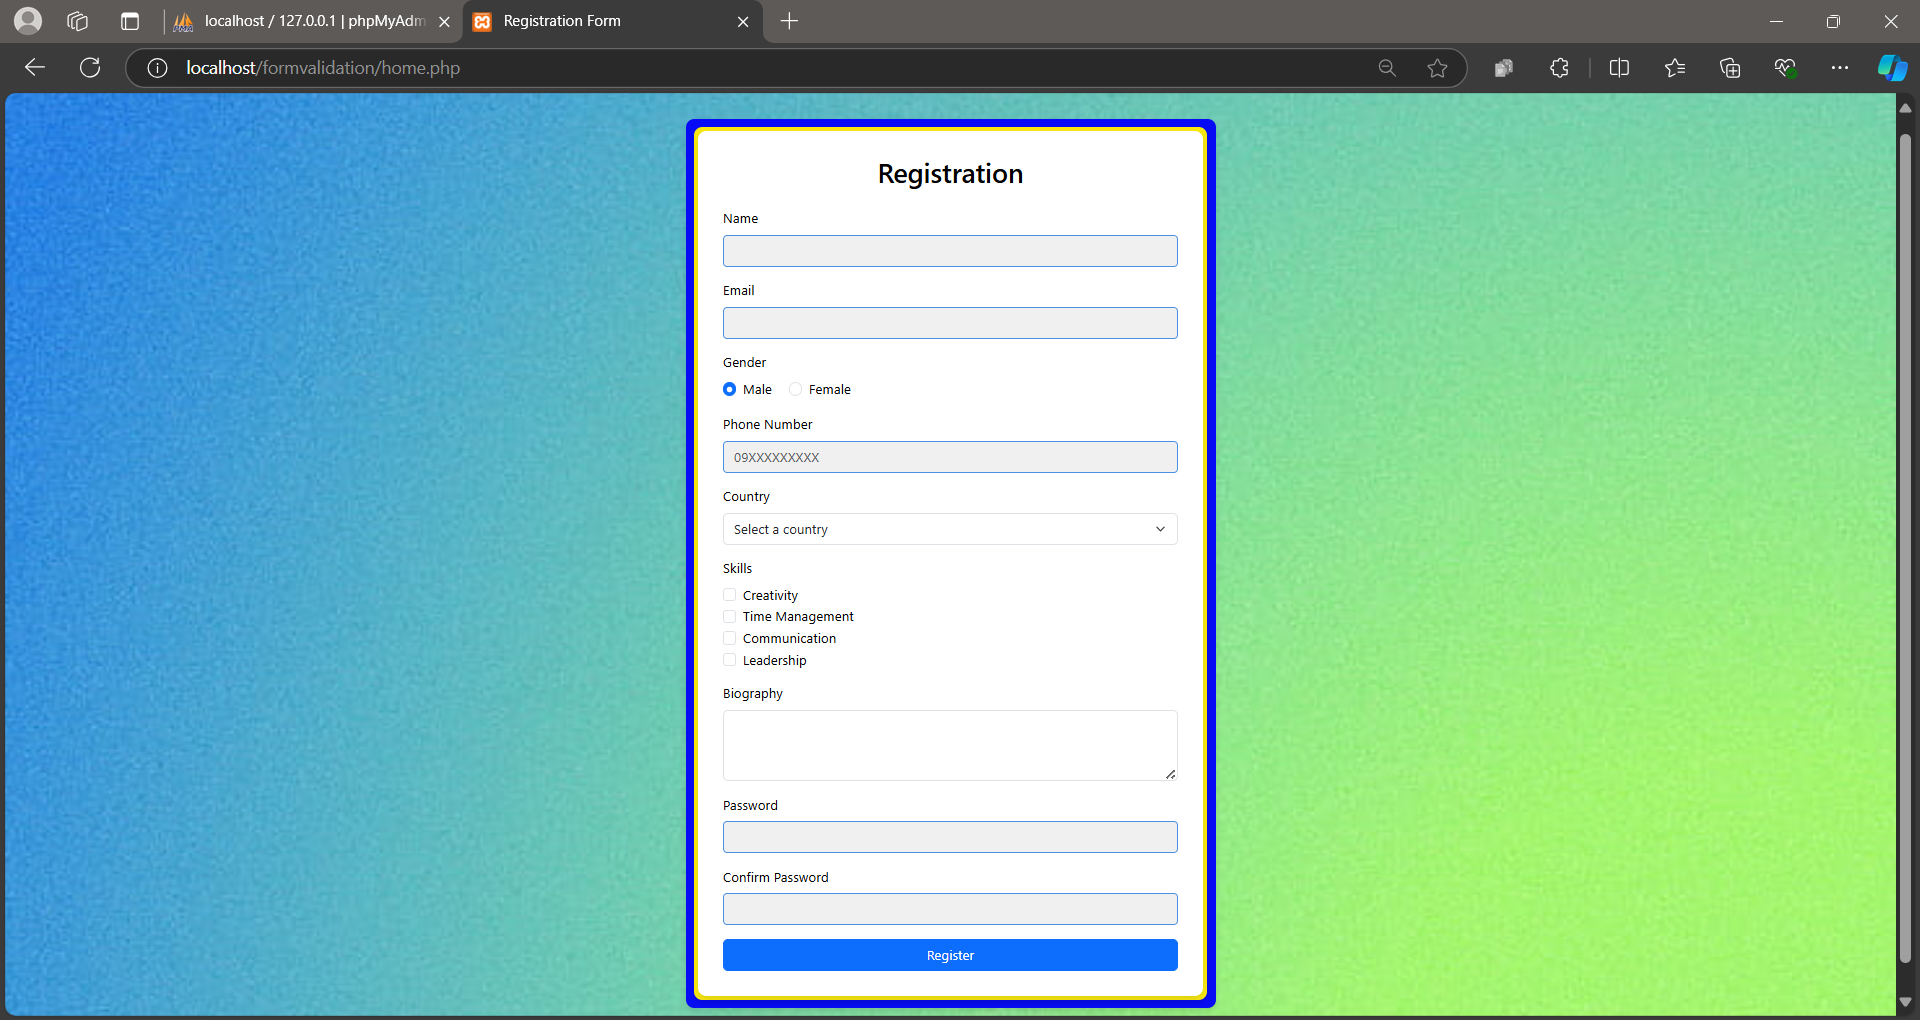 localhost / 127.0.0.1 | phpMyAdm
Registration Form
localhost/formvalidation/home.php
Registration
Name
Email
Gender
Male Female
Phone Number
09XXXXXXXXX
Country
Select a country
Skills
Creativity
Time Management
Communication
Leadership
Biography
Password
Confirm Password
Register